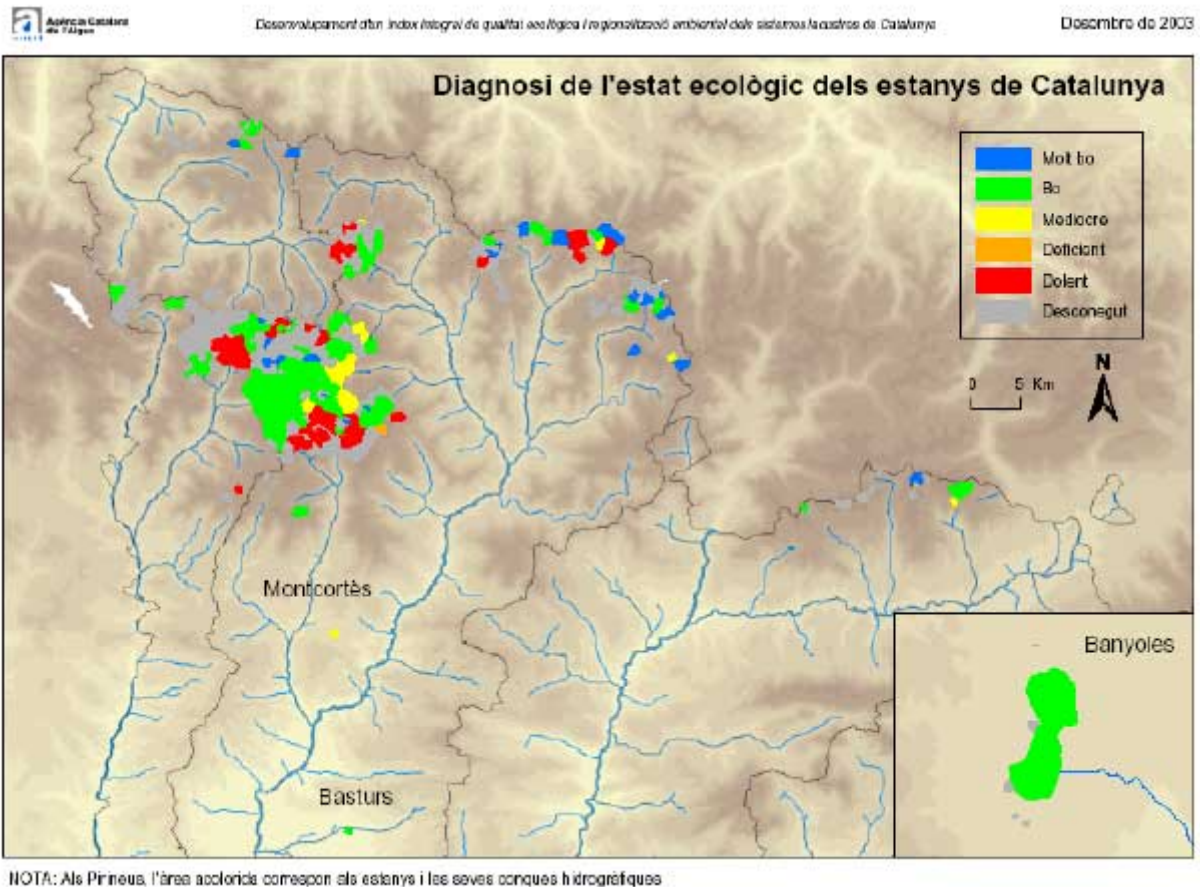 Agència Catalana
de l'Aigua
Desenvolupament d'un índex integral de qualitat ecològica i regionalització ambiental dels sistemes lacustres de Catalunya
Desembre de 2003
Diagnosi de l'estat ecològic dels estanys de Catalunya
Molt bo
Bo
Mediocre
Deficient
Dolent
Desconegut
N
0 5 Km
Montcortès
Banyoles
Basturs
NOTA: Als Pirineus, l'àrea acolorida correspon als estanys i les seves conques hidrogràfiques